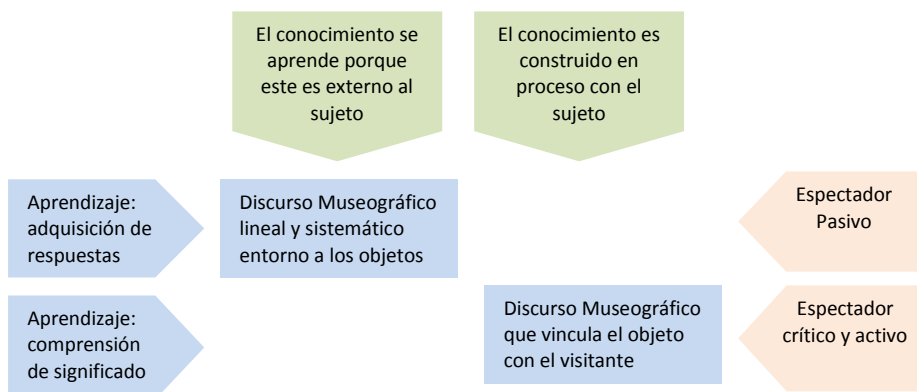 El conocimiento se
aprende porque
este es externo al
sujeto
El conocimiento es
construido en
proceso con el
sujeto
Aprendizaje:
adquisición de
respuestas
Discurso Museográfico
lineal y sistemático
entorno a los objetos
Espectador
Pasivo
Aprendizaje:
comprensión
de significado
Discurso Museográfico
que vincula el objeto
con el visitante
Espectador
crítico y activo